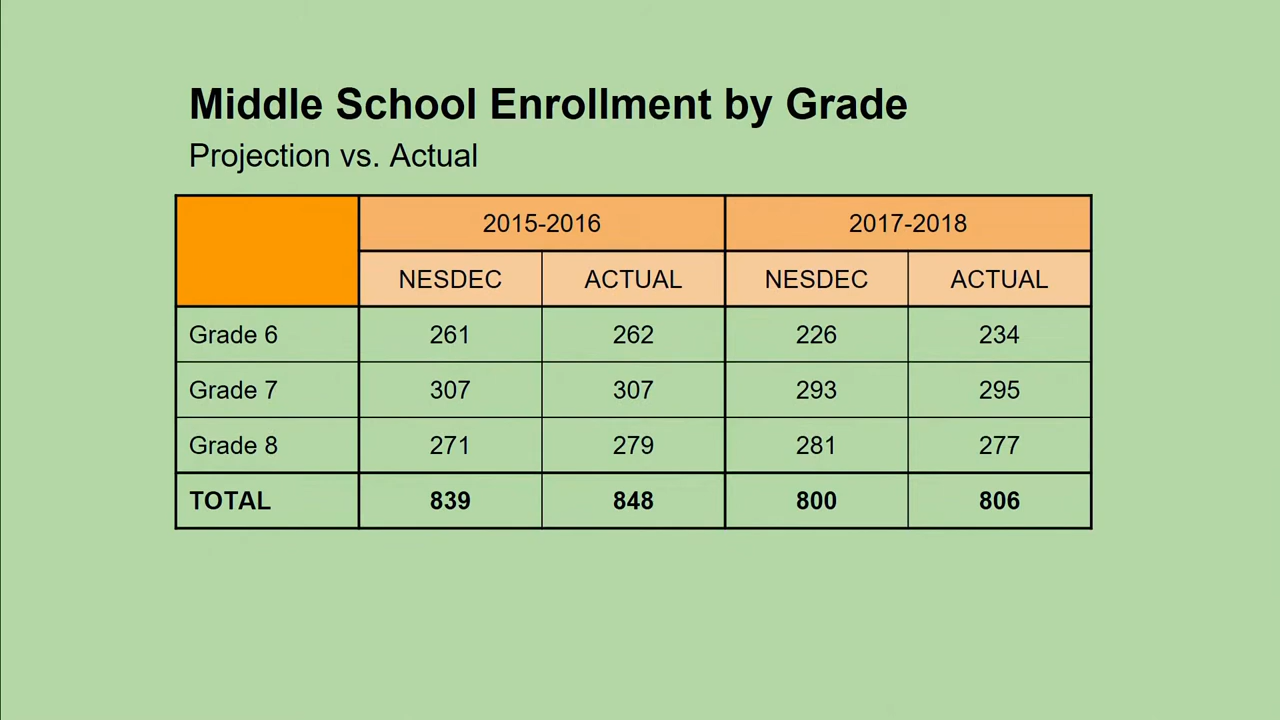 Middle School Enrollment by Grade
Projection vs. Actual
2015-2016 2017-2018
NESDEC ACTUAL NESDEC ACTUAL
Grade 6 261 262 226 234
Grade 7 307 307 293 295
Grade 8 271 279 281 277
TOTAL 839 848 800 806